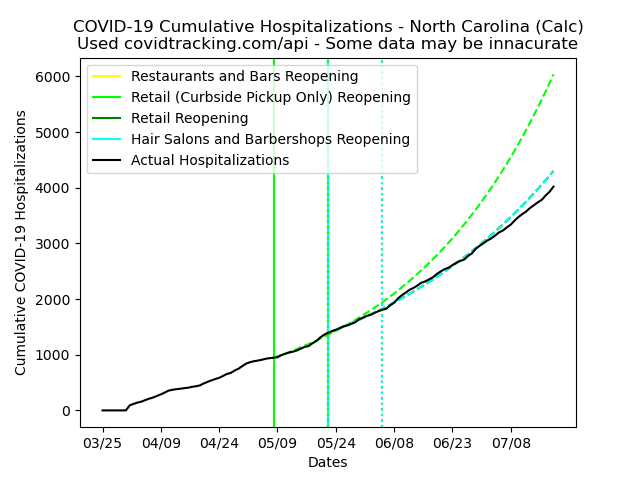 COVID-19 Cumulative Hospitalizations - North Carolina (Calc)
Used covidtracking.com/api - Some data may be innacurate
Restaurants and Bars Reopening
Retail (Curbside Pickup Only) Reopening
Retail Reopening
Hair Salons and Barbershops Reopening
Actual Hospitalizations
Cumulative COVID-19 Hospitalizations
6000
5000
4000
3000
2000
1000
0
03/25 04/09 04/24 05/09 05/24 06/08 06/23 07/08
Dates